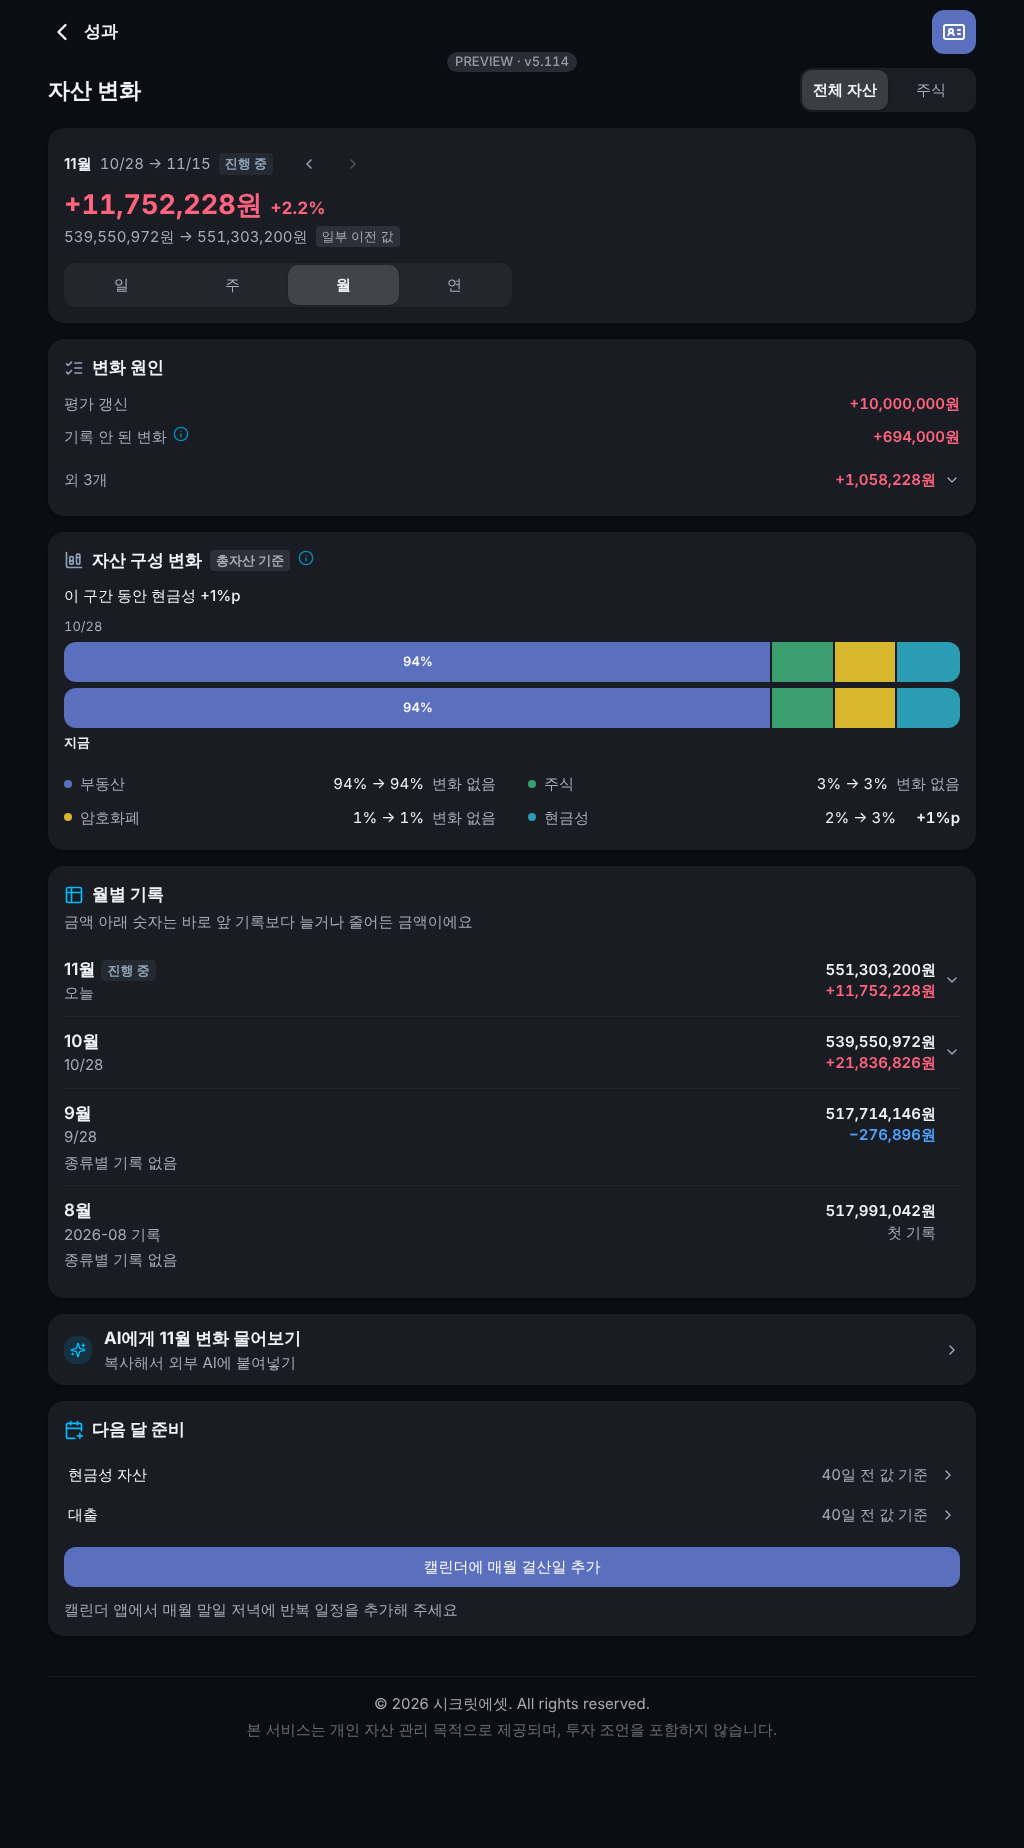 성과
PREVIEW · v5.114
자산 변화
전체 자산 주식
11월 10/28 → 11/15 진행 중
+11,752,228원 +2.2%
539,550,972원 → 551,303,200원 일부 이전 값
일 주 월 연
변화 원인
평가 갱신 +10,000,000원
기록 안 된 변화 +694,000원
외 3개 +1,058,228원
자산 구성 변화 총자산 기준
이 구간 동안 현금성 +1%p
10/28
94%
94%
지금
부동산 94% → 94% 변화 없음 주식 3% → 3% 변화 없음
암호화폐 1% → 1% 변화 없음 현금성 2% → 3% +1%p
월별 기록
금액 아래 숫자는 바로 앞 기록보다 늘거나 줄어든 금액이에요
11월 진행 중 551,303,200원
오늘 +11,752,228원
10월 539,550,972원
10/28 +21,836,826원
9월 517,714,146원
9/28 −276,896원
종류별 기록 없음
8월 517,991,042원
2026-08 기록 첫 기록
종류별 기록 없음
AI에게 11월 변화 물어보기
복사해서 외부 AI에 붙여넣기
다음 달 준비
현금성 자산 40일 전 값 기준
대출 40일 전 값 기준
캘린더에 매월 결산일 추가
캘린더 앱에서 매월 말일 저녁에 반복 일정을 추가해 주세요
© 2026 시크릿에셋. All rights reserved.
본 서비스는 개인 자산 관리 목적으로 제공되며, 투자 조언을 포함하지 않습니다.